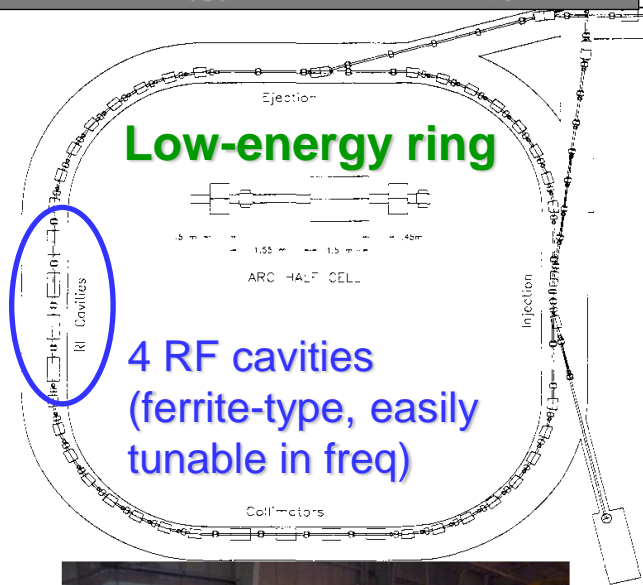 Ejection
Low-energy ring
1.55 m
1.5 m
.45m
ARC HALF CELL
RF Cavities
Injection
4 RF cavities
(ferrite-type, easily
tunable in freq)
Collimators